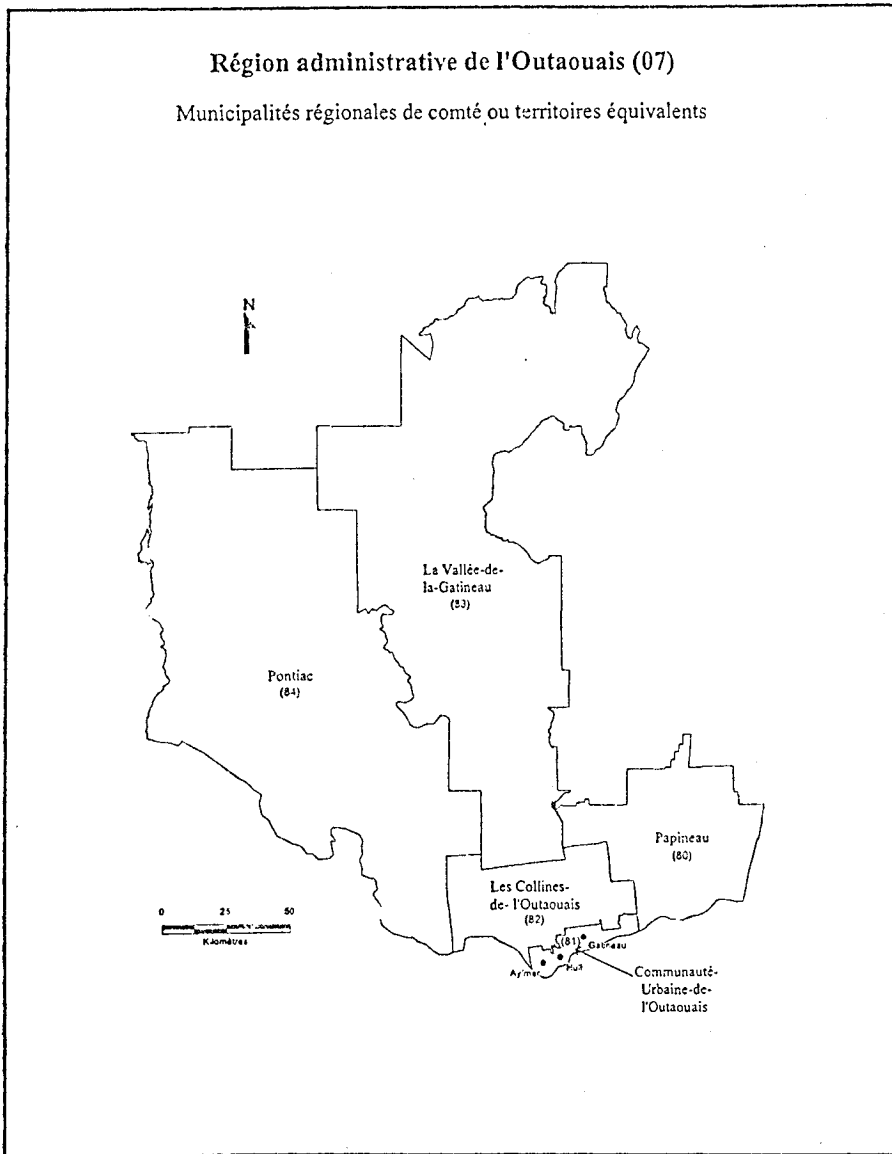 Région administrative de l'Outaouais (07)
Municipalités régionales de comté ou territoires équivalents
N
La Vallée-de-
la-Gatineau
(83)
Pontiac
(84)
Papineau
(80)
Les Collines-
de- l'Outaouais
(82)
0 25 50
Kilomètres
(81)
Gatineau
Hull
Aylmer
Communauté-
Urbaine-de-
l'Outaouais